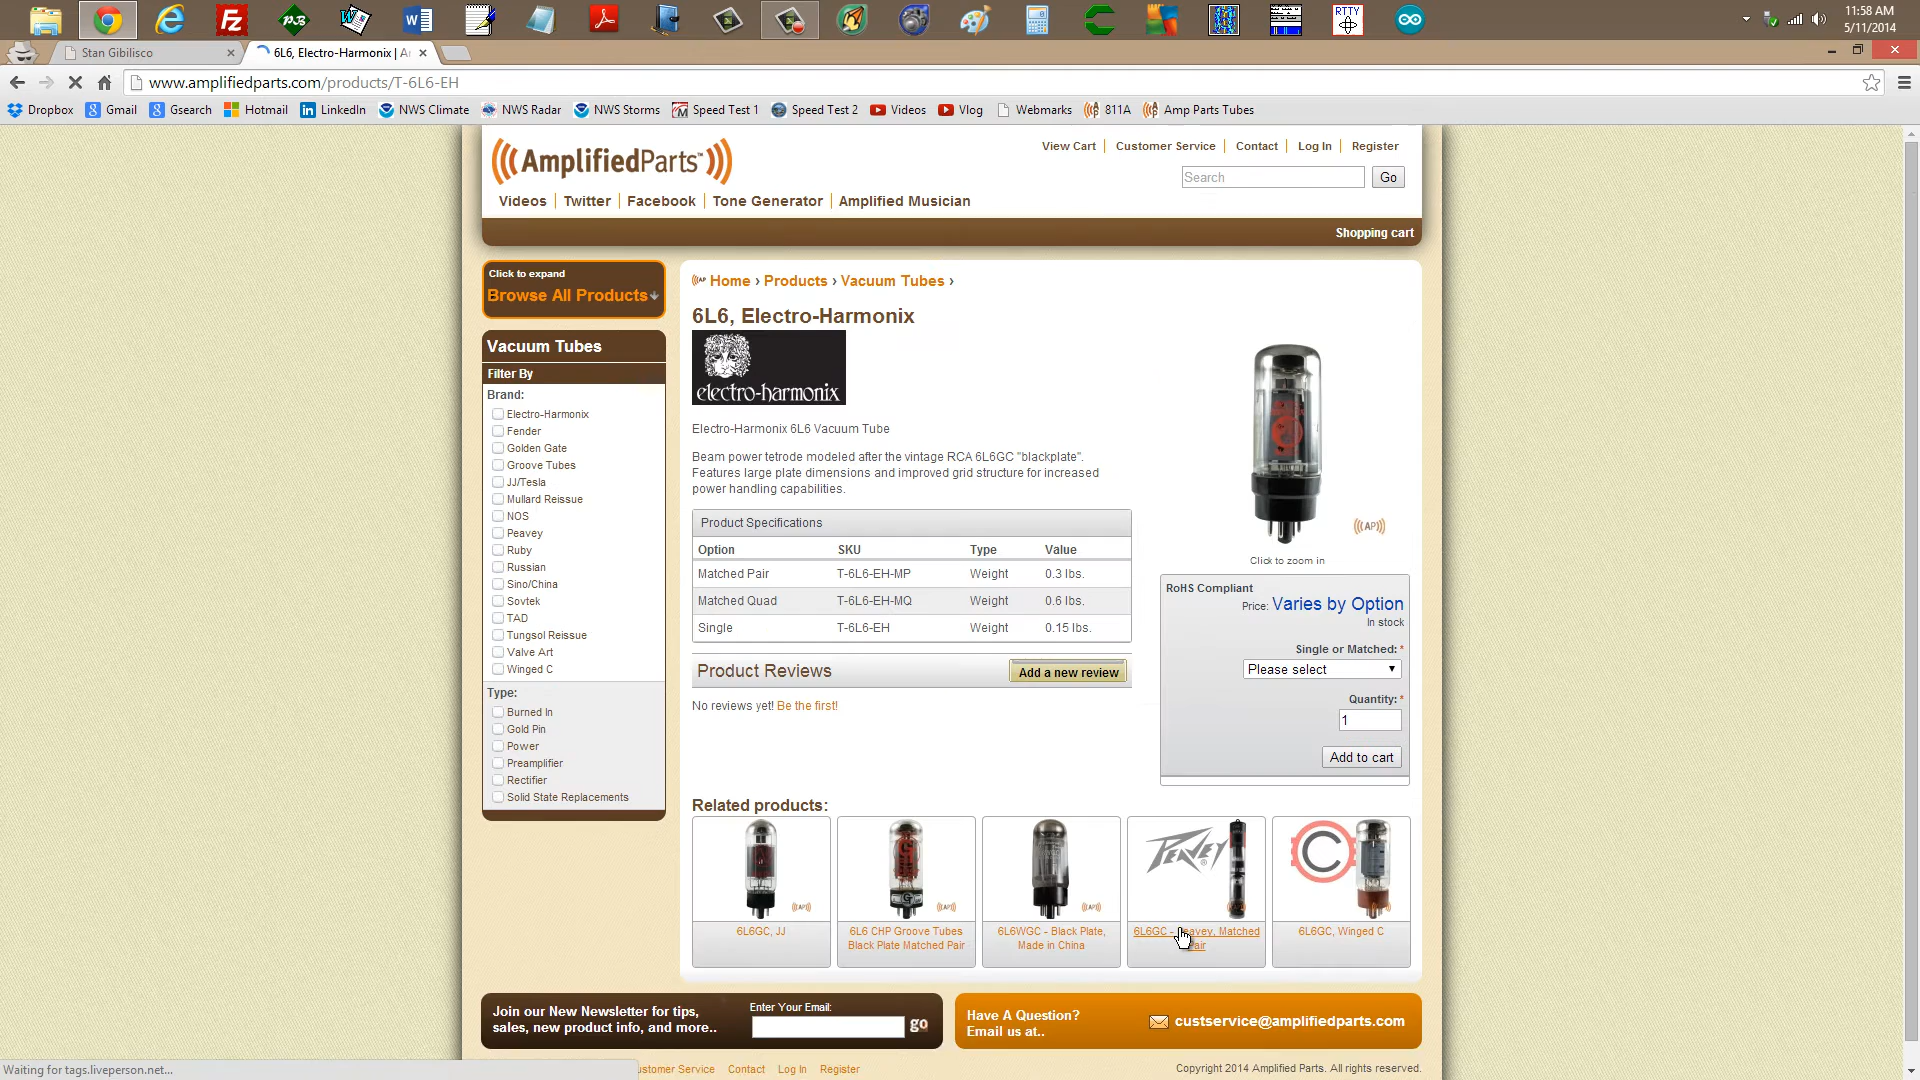 11:58 AM
5/11/2014
RTTY
Stan Gibilisco
6L6, Electro-Harmonix | A
www.amplifiedparts.com/products/T-6L6-EH
Dropbox Gmail Gsearch Hotmail LinkedIn NWS Climate NWS Radar NWS Storms Speed Test 1 Speed Test 2 Videos Vlog Webmarks 811A Amp Parts Tubes
AmplifiedParts™
View Cart Customer Service Contact Log In Register
Search Go
Videos Twitter Facebook Tone Generator Amplified Musician
Shopping cart
Click to expand
Browse All Products
Vacuum Tubes
Filter By
Brand:
Electro-Harmonix
Fender
Golden Gate
Groove Tubes
JJ/Tesla
Mullard Reissue
NOS
Peavey
Ruby
Russian
Sino/China
Sovtek
TAD
Tungsol Reissue
Valve Art
Winged C
Type:
Burned In
Gold Pin
Power
Preamplifier
Rectifier
Solid State Replacements
Home › Products › Vacuum Tubes ›
6L6, Electro-Harmonix
electro-harmonix
Electro-Harmonix 6L6 Vacuum Tube
Beam power tetrode modeled after the vintage RCA 6L6GC "blackplate".
Features large plate dimensions and improved grid structure for increased
power handling capabilities.
Product Specifications
Option SKU Type Value
Matched Pair T-6L6-EH-MP Weight 0.3 lbs.
Matched Quad T-6L6-EH-MQ Weight 0.6 lbs.
Single T-6L6-EH Weight 0.15 lbs.
Product Reviews Add a new review
No reviews yet! Be the first!
AP
Click to zoom in
RoHS Compliant
Price: Varies by Option
In stock
Single or Matched: *
Please select
Quantity: *
1
Add to cart
Related products:
6L6GC, JJ
6L6 CHP Groove Tubes
Black Plate Matched Pair
6L6WGC - Black Plate,
Made in China
PEAVEY
6L6GC - Peavey, Matched
Pair
6L6GC, Winged C
Join our New Newsletter for tips,
sales, new product info, and more..
Enter Your Email:
go
Have A Question?
Email us at..
custservice@amplifiedparts.com
Waiting for tags.liveperson.net...
ustomer Service Contact Log In Register
Copyright 2014 Amplified Parts. All rights reserved.